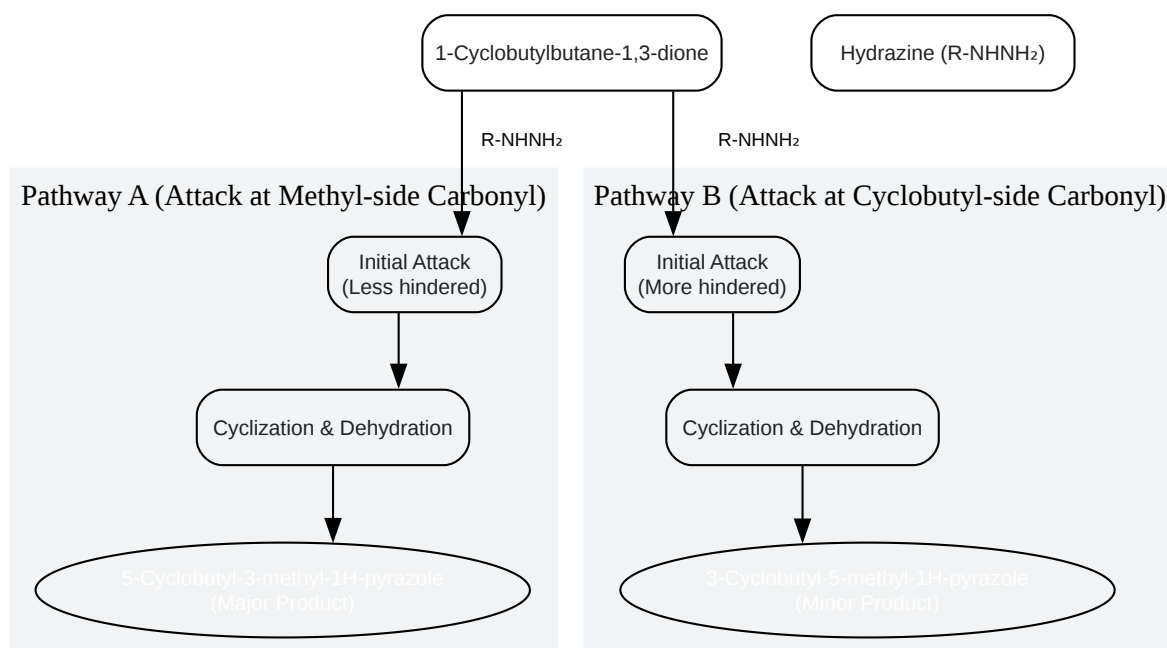 1-Cyclobutylbutane-1,3-dione
Hydrazine (R-NHNH₂)
R-NHNH₂
R-NHNH₂
Pathway A (Attack at Methyl-side Carbonyl)
Pathway B (Attack at Cyclobutyl-side Carbonyl)
Initial Attack
(Less hindered)
Initial Attack
(More hindered)
Cyclization & Dehydration
Cyclization & Dehydration
5-Cyclobutyl-3-methyl-1H-pyrazole
(Major Product)
3-Cyclobutyl-5-methyl-1H-pyrazole
(Minor Product)